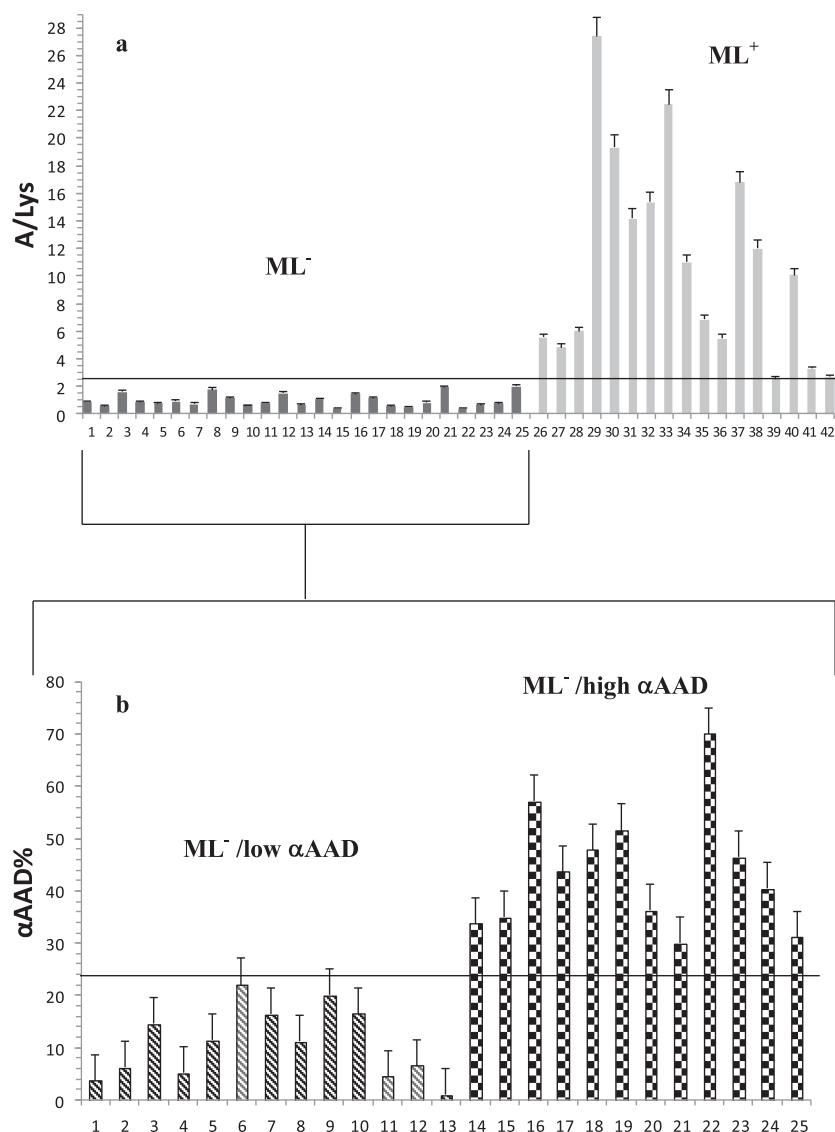 a
ML⁺
ML⁻
A/Lys
28
26
24
22
20
18
16
14
12
10
8
6
4
2
0
1 2 3 4 5 6 7 8 9 10 11 12 13 14 15 16 17 18 19 20 21 22 23 24 25 26 27 28 29 30 31 32 33 34 35 36 37 38 39 40 41 42
b
ML⁻ /high αAAD
ML⁻ /low αAAD
αAAD%
80
70
60
50
40
30
20
10
0
1 2 3 4 5 6 7 8 9 10 11 12 13 14 15 16 17 18 19 20 21 22 23 24 25